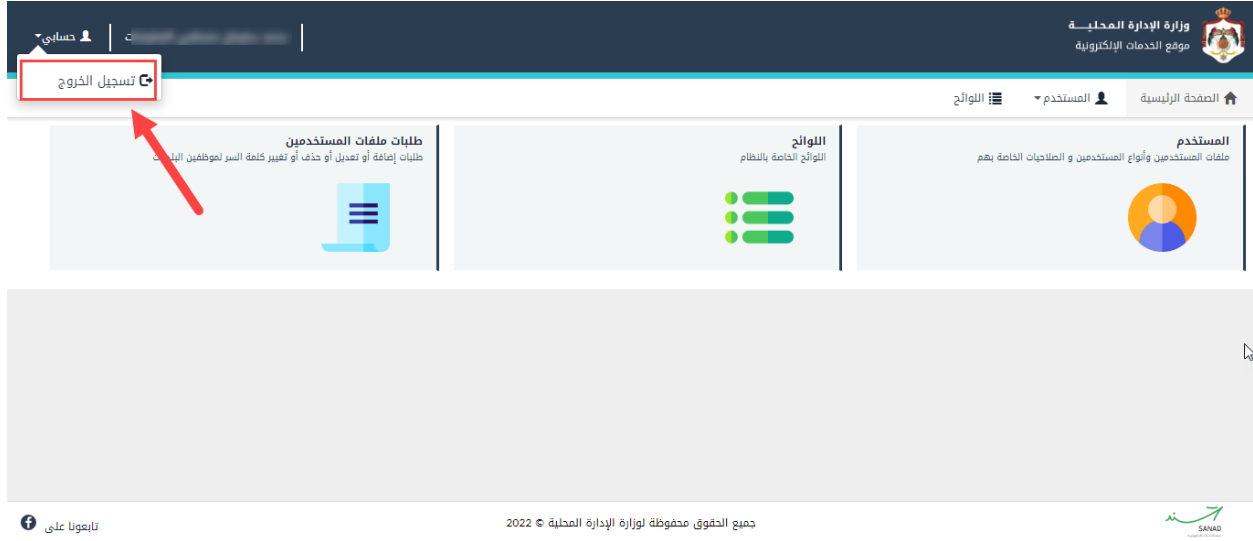 وزارة الإدارة المحليـــة
موقع الخدمات الإلكترونية
حسابي
تسجيل الخروج
الصفحة الرئيسية
المستخدم
اللوائح
المستخدم
ملفات المستخدمين وأنواع المستخدمين و الصلاحيات الخاصة بهم
اللوائح
اللوائح الخاصة بالنظام
طلبات ملفات المستخدمين
طلبات إضافة أو تعديل أو حذف أو تغيير كلمة السر لموظفين
SANAD
جميع الحقوق محفوظة لوزارة الإدارة المحلية © 2022
تابعونا على